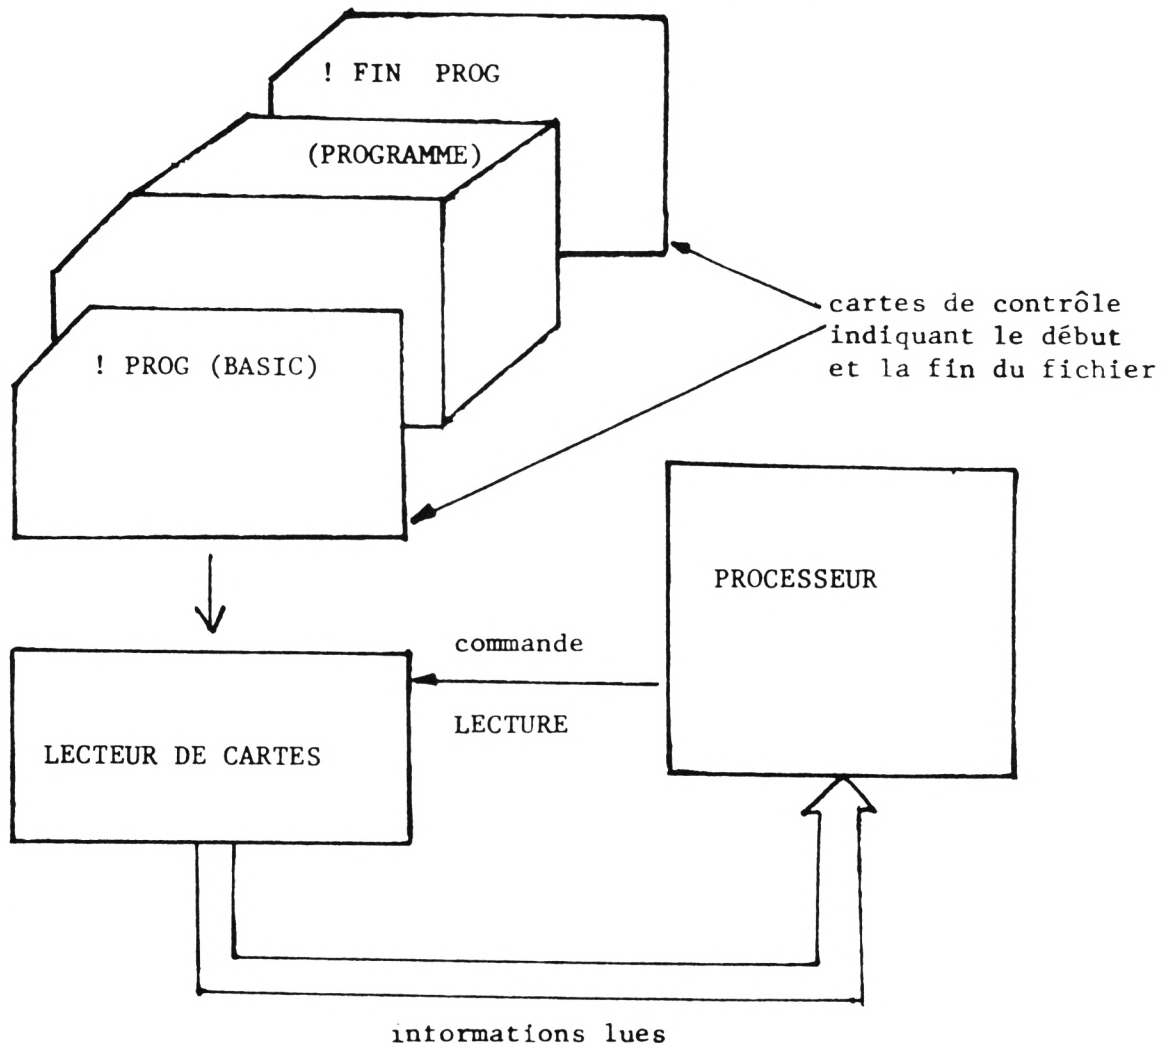 ! FIN PROG
(PROGRAMME)
! PROG (BASIC)
cartes de contrôle
indiquant le début
et la fin du fichier
PROCESSEUR
commande
LECTURE
LECTEUR DE CARTES
informations lues